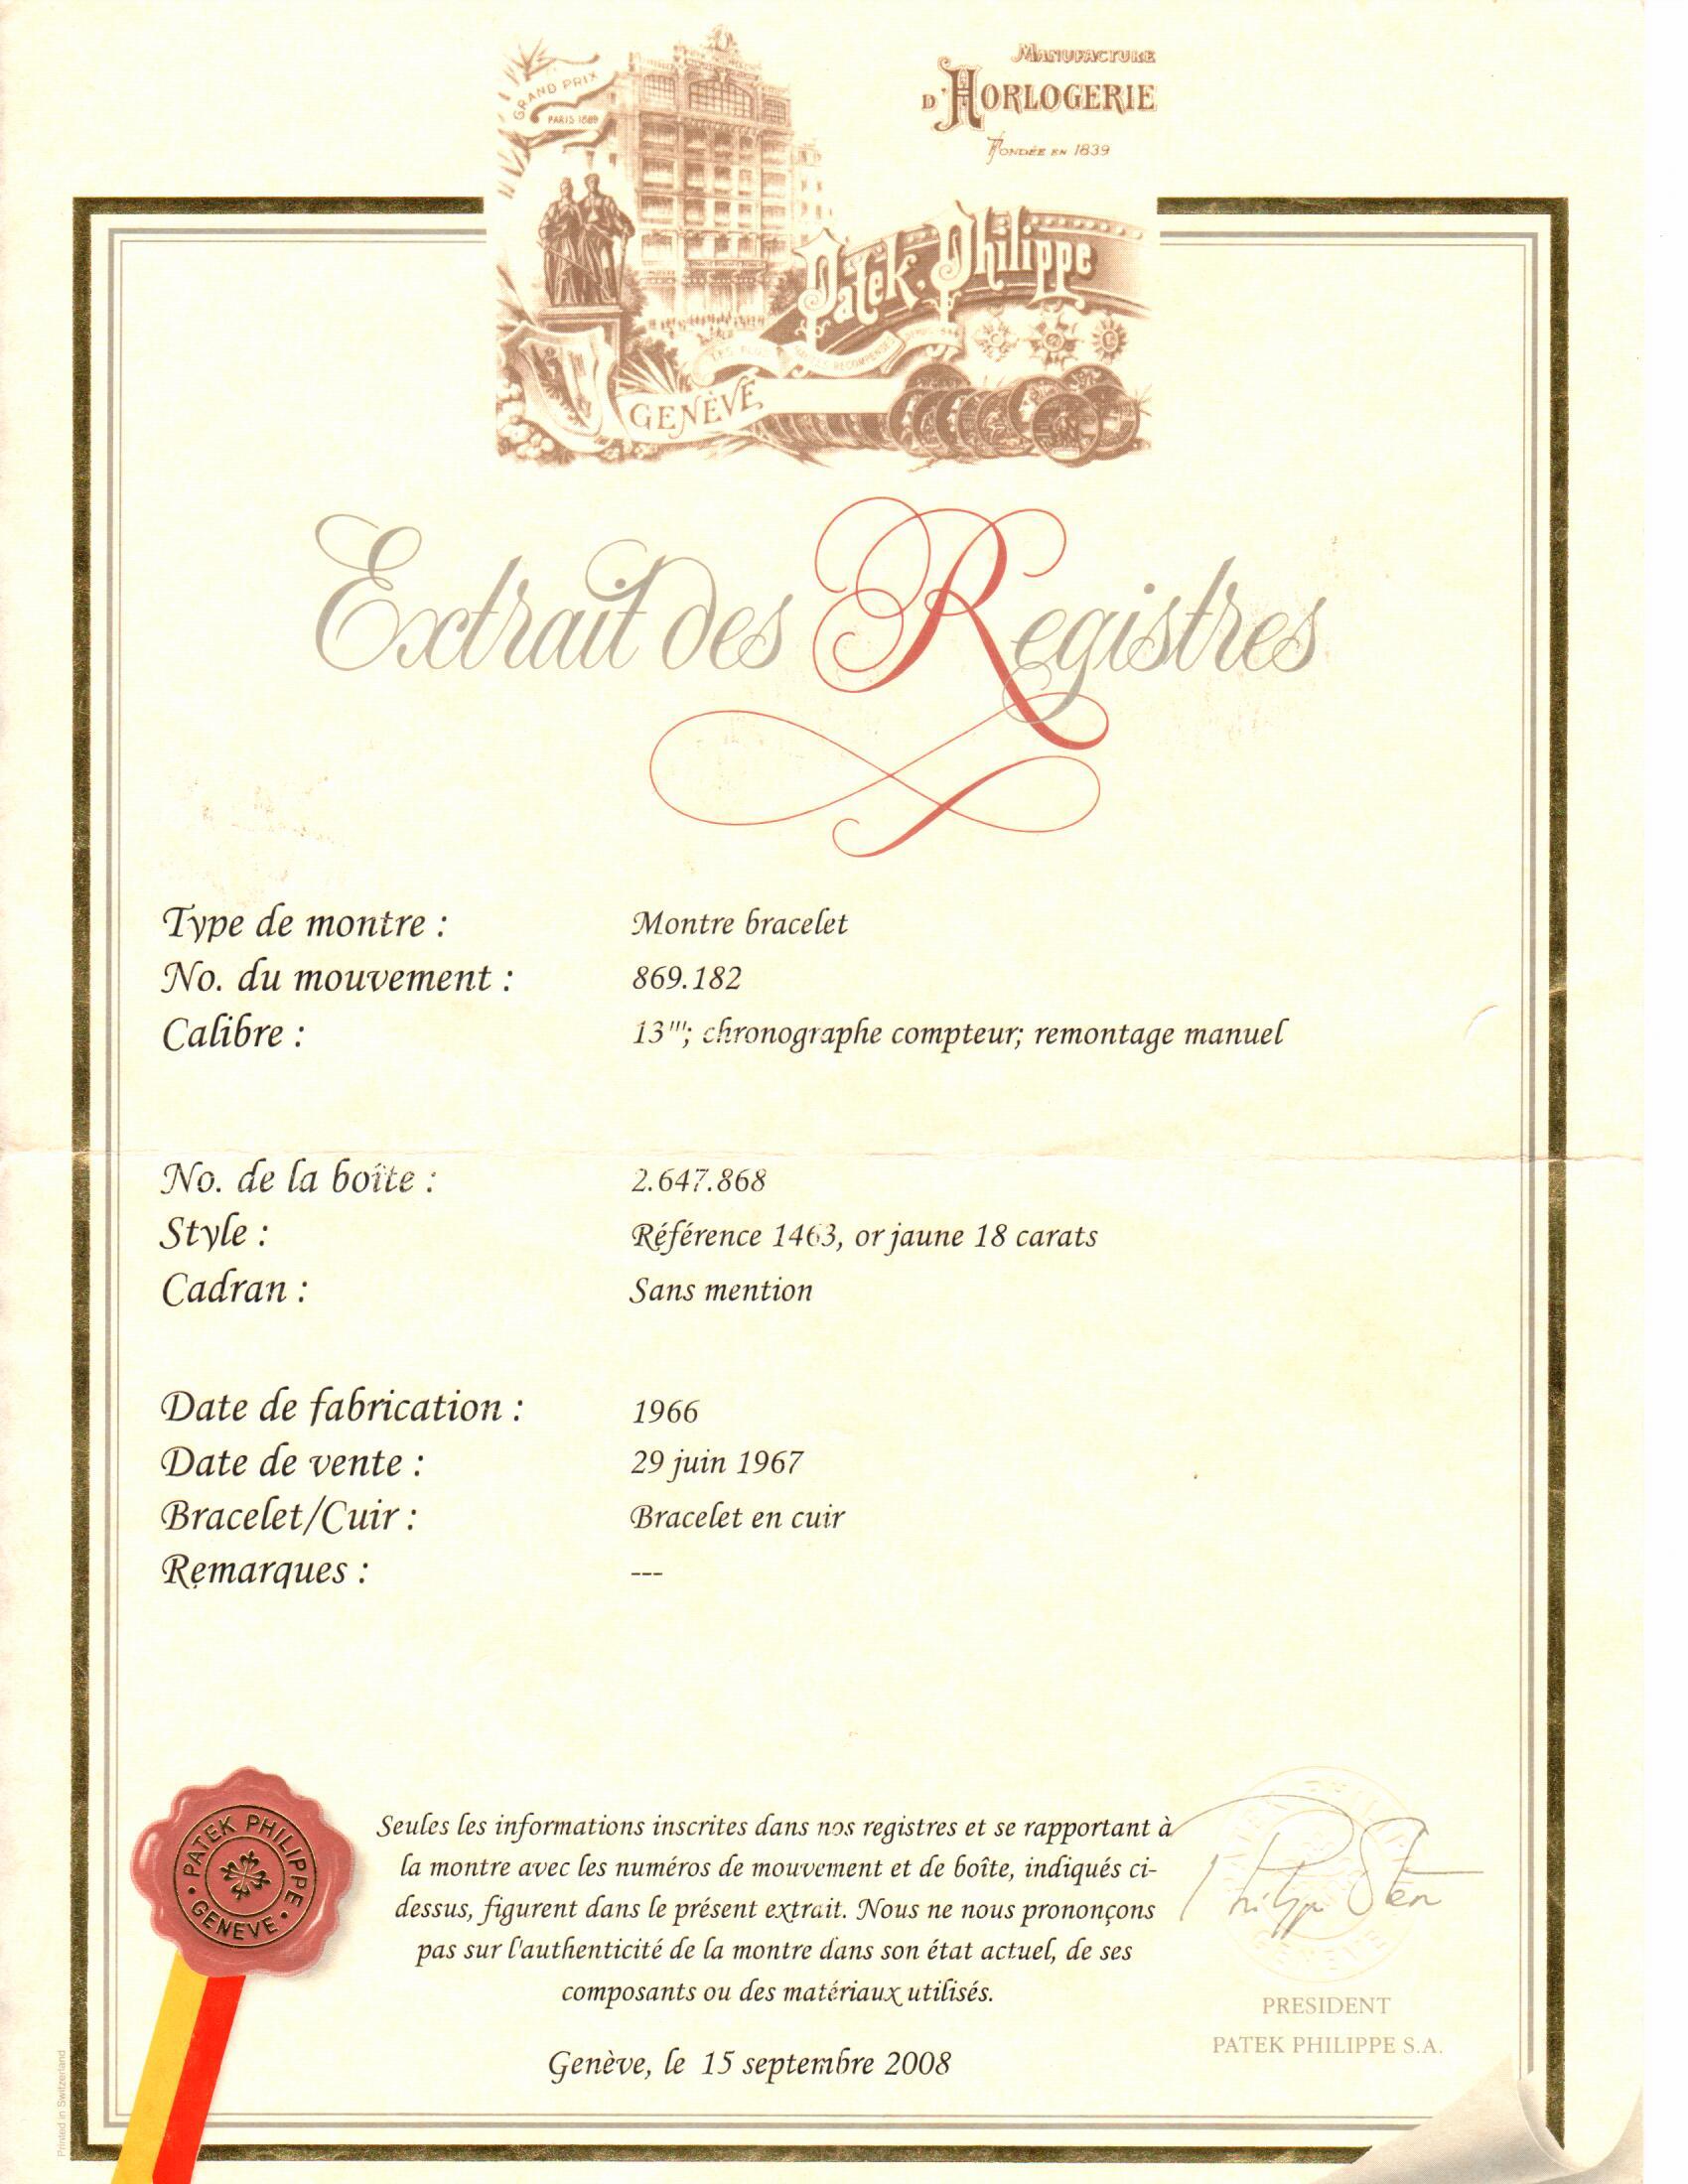 GRAND PRIX
PARIS 1889
MANUFACTURE
D'HORLOGERIE
FONDÉE EN 1839
Patek. Philippe
LES PLUS HAUTES RECOMPENSES
GENÈVE
Extrait des Registres
Type de montre : Montre bracelet
No. du mouvement : 869.182
Calibre : 13'''; chronographe compteur; remontage manuel
No. de la boîte : 2.647.868
Style : Référence 1463, or jaune 18 carats
Cadran : Sans mention
Date de fabrication : 1966
Date de vente : 29 juin 1967
Bracelet/Cuir : Bracelet en cuir
Remarques : ---
PATEK PHILIPPE
GENEVE
Seules les informations inscrites dans nos registres et se rapportant à
la montre avec les numéros de mouvement et de boîte, indiqués ci-
dessus, figurent dans le présent extrait. Nous ne nous prononçons
pas sur l'authenticité de la montre dans son état actuel, de ses
composants ou des matériaux utilisés.
Genève, le 15 septembre 2008
Philippe Stern
PRESIDENT
PATEK PHILIPPE S.A.
Printed in Switzerland